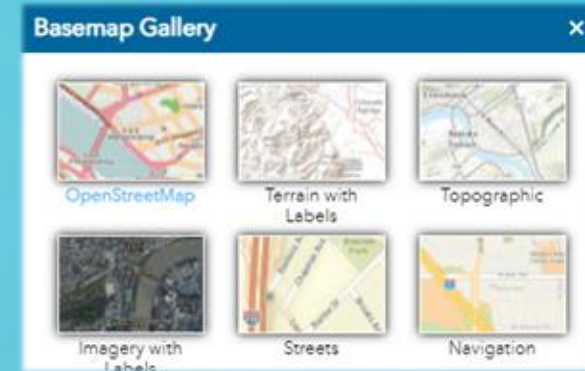 Basemap Gallery ×
OpenStreetMap
Terrain with
Labels
Topographic
Imagery with
Labels
Streets
Navigation